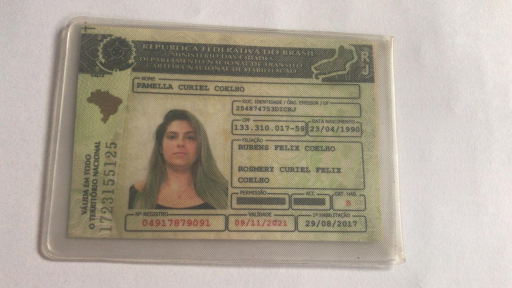 REPÚBLICA FEDERATIVA DO BRASIL
MINISTÉRIO DAS CIDADES
DEPARTAMENTO NACIONAL DE TRÂNSITO
CARTEIRA NACIONAL DE HABILITAÇÃO
RJ
NOME
PAMELLA CURIEL COELHO
DOC. IDENTIDADE / ÓRG. EMISSOR / UF
CPF
DATA NASCIMENTO
133.310.017-58
23/04/1990
FILIAÇÃO
RUBENS FELIX COELHO
ROSMERY CURIEL FELIX
COELHO
PERMISSÃO
ACC
CAT. HAB.
B
Nº REGISTRO
VALIDADE
1ª HABILITAÇÃO
04917879091
09/11/2021
29/08/2017
VÁLIDA EM TODO
O TERRITÓRIO NACIONAL
1723155125